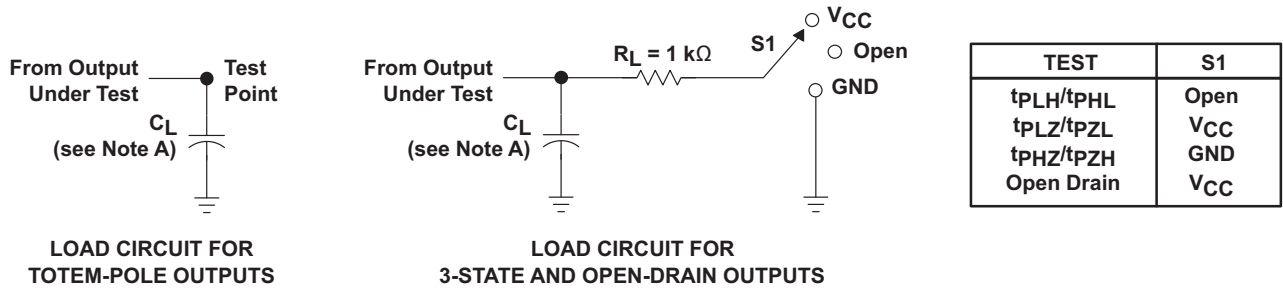 From Output
Under Test
Test
Point
CL
(see Note A)
LOAD CIRCUIT FOR
TOTEM-POLE OUTPUTS
From Output
Under Test
RL = 1 kΩ
S1
VCC
Open
GND
CL
(see Note A)
LOAD CIRCUIT FOR
3-STATE AND OPEN-DRAIN OUTPUTS
TEST S1
tPLH/tPHL Open
tPLZ/tPZL VCC
tPHZ/tPZH GND
Open Drain VCC